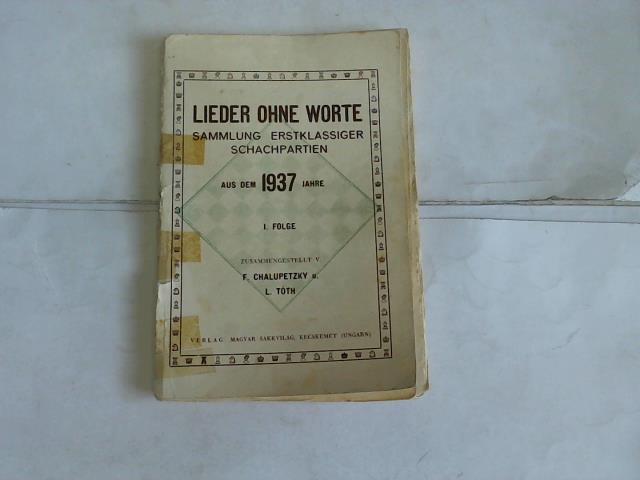 LIEDER OHNE WORTE
SAMMLUNG ERSTKLASSIGER
SCHACHPARTIEN
AUS DEM 1937 JAHRE
I. FOLGE
ZUSAMMENGESTELLT V.
F. CHALUPETZKY u.
L. TÓTH
VERLAG MAGYAR SAKKVILÁG, KECSKEMÉT (UNGARN)